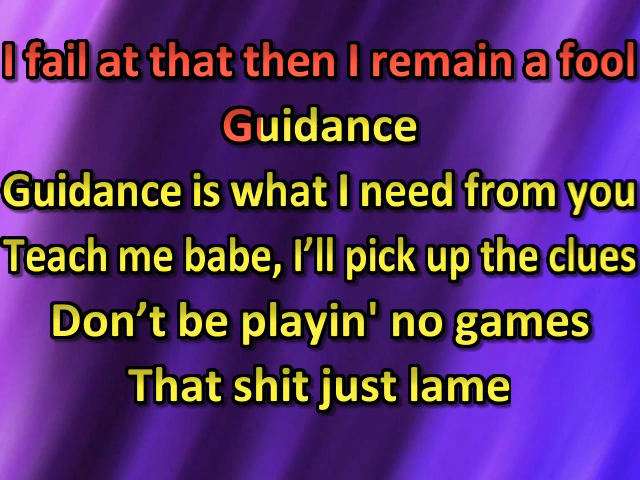 I fail at that then I remain a fool
Guidance
Guidance is what I need from you
Teach me babe, I’ll pick up the clues
Don’t be playin' no games
That shit just lame